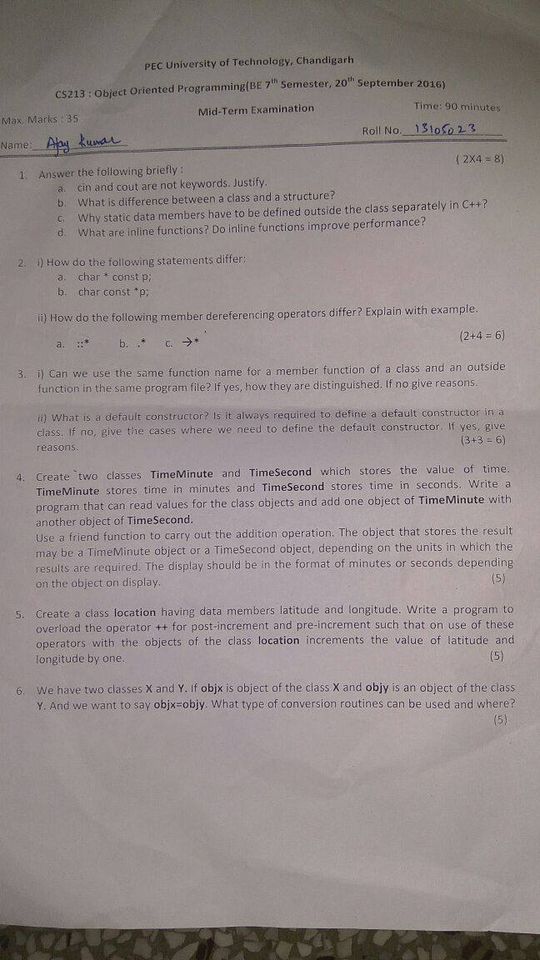 PEC University of Technology, Chandigarh
CS213 : Object Oriented Programming(BE 7th Semester, 20th September 2016)
Max. Marks : 35 Mid-Term Examination Time: 90 minutes
Name: Ajay Kumar Roll No. 13105023
1. Answer the following briefly : ( 2X4 = 8)
a. cin and cout are not keywords. Justify.
b. What is difference between a class and a structure?
c. Why static data members have to be defined outside the class separately in C++?
d. What are inline functions? Do inline functions improve performance?
2. i) How do the following statements differ:
a. char * const p;
b. char const *p;
ii) How do the following member dereferencing operators differ? Explain with example.
a. ::* b. .* c. →* (2+4 = 6)
3. i) Can we use the same function name for a member function of a class and an outside
function in the same program file? If yes, how they are distinguished. If no give reasons.
ii) What is a default constructor? Is it always required to define a default constructor in a
class. If no, give the cases where we need to define the default constructor. If yes, give
reasons. (3+3 = 6)
4. Create two classes TimeMinute and TimeSecond which stores the value of time.
TimeMinute stores time in minutes and TimeSecond stores time in seconds. Write a
program that can read values for the class objects and add one object of TimeMinute with
another object of TimeSecond.
Use a friend function to carry out the addition operation. The object that stores the result
may be a TimeMinute object or a TimeSecond object, depending on the units in which the
results are required. The display should be in the format of minutes or seconds depending
on the object on display. (5)
5. Create a class location having data members latitude and longitude. Write a program to
overload the operator ++ for post-increment and pre-increment such that on use of these
operators with the objects of the class location increments the value of latitude and
longitude by one. (5)
6. We have two classes X and Y. If objx is object of the class X and objy is an object of the class
Y. And we want to say objx=objy. What type of conversion routines can be used and where?
(5)